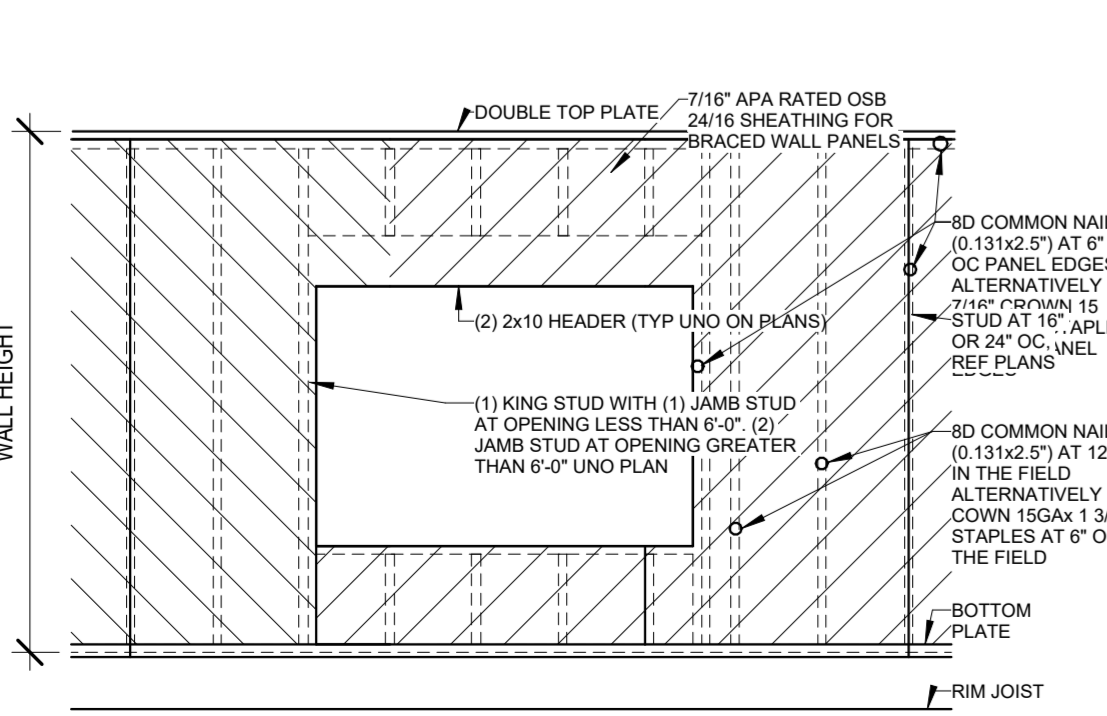 DOUBLE TOP PLATE
7/16" APA RATED OSB
24/16 SHEATHING FOR
BRACED WALL PANELS
WALL HEIGHT
8D COMMON NAI
(0.131x2.5") AT 6"
OC PANEL EDGES
ALTERNATIVELY
7/16" CROWN 15
STUD AT 16"
OR 24" OC,
REF PLANS
(2) 2x10 HEADER (TYP UNO ON PLANS)
(1) KING STUD WITH (1) JAMB STUD
AT OPENING LESS THAN 6'-0". (2)
JAMB STUD AT OPENING GREATER
THAN 6'-0" UNO PLAN
8D COMMON NAI
(0.131x2.5") AT 12
IN THE FIELD
ALTERNATIVELY
COWN 15GAx 1 3/
STAPLES AT 6" O
THE FIELD
BOTTOM
PLATE
RIM JOIST